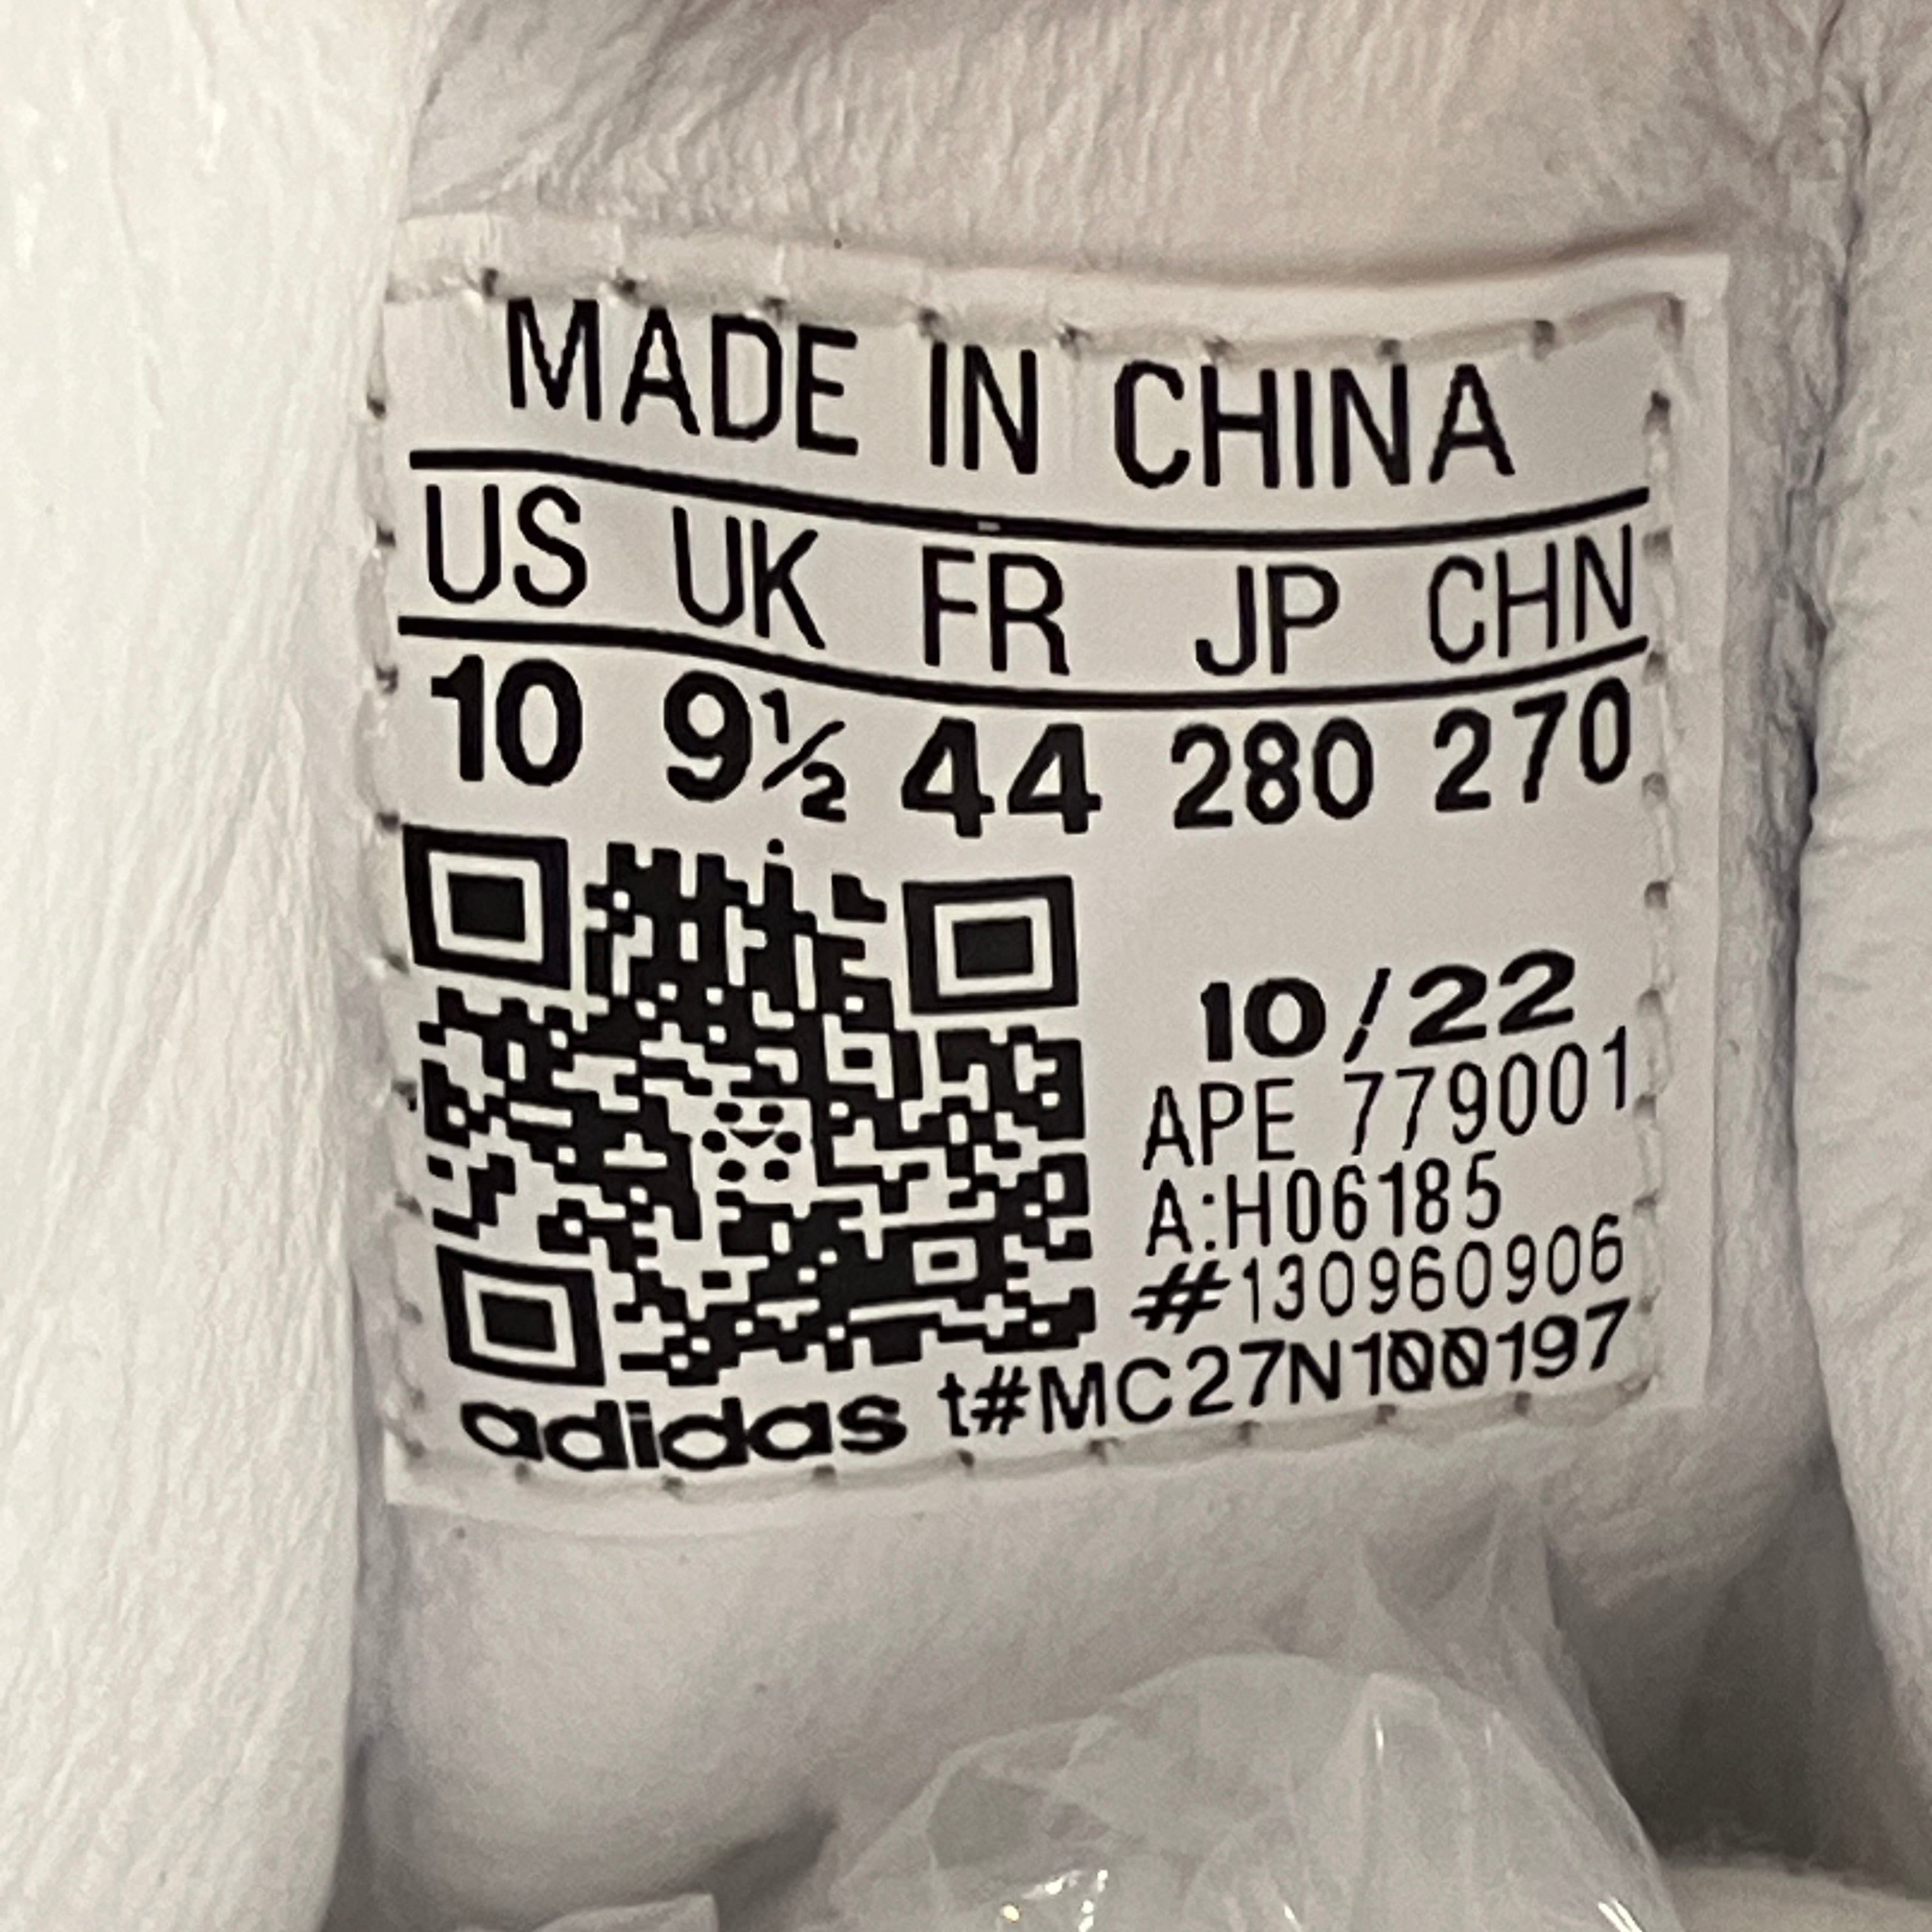 MADE IN CHINA
US UK FR JP CHN
10 9½ 44 280 270
10/22
APE 779001
A:H06185
#130960906
adidas t#MC27N100197